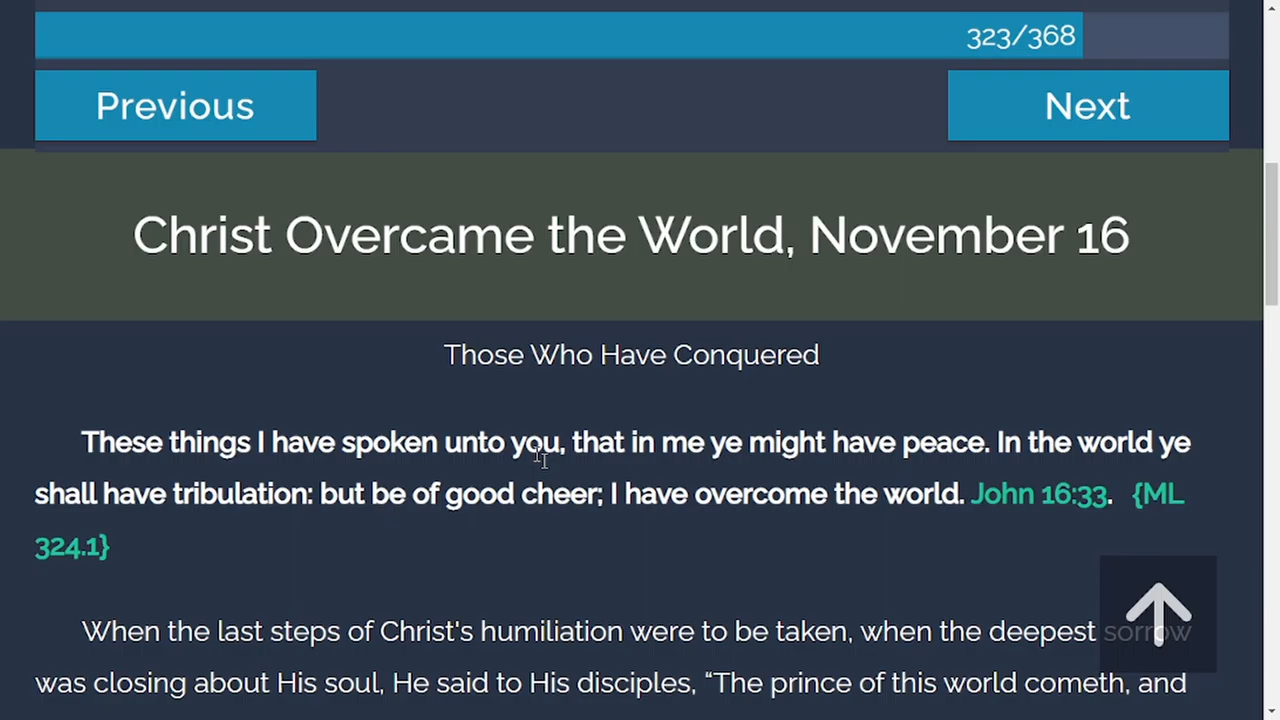 323/368
Previous
Next
Christ Overcame the World, November 16
Those Who Have Conquered
These things I have spoken unto you, that in me ye might have peace. In the world ye
shall have tribulation: but be of good cheer; I have overcome the world. John 16:33. {ML
324.1}
When the last steps of Christ's humiliation were to be taken, when the deepest sorrow
was closing about His soul, He said to His disciples, “The prince of this world cometh, and